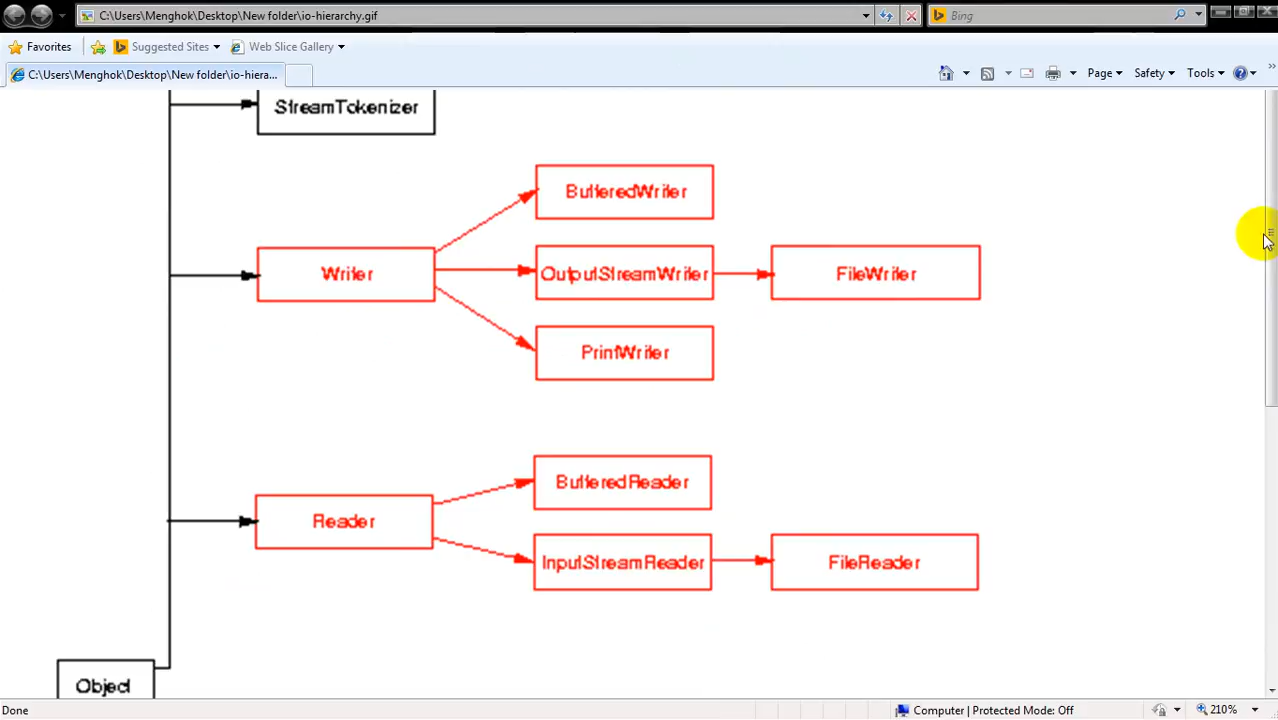 C:\Users\Menghok\Desktop\New folder\io-hierarchy.gif
Bing
Favorites
Suggested Sites
Web Slice Gallery
C:\Users\Menghok\Desktop\New folder\io-hiera...
Page
Safety
Tools
StreamTokenizer
BufferedWriter
Writer
OutputStreamWriter
FileWriter
PrintWriter
BufferedReader
Reader
InputStreamReader
FileReader
Object
Done
Computer | Protected Mode: Off
210%